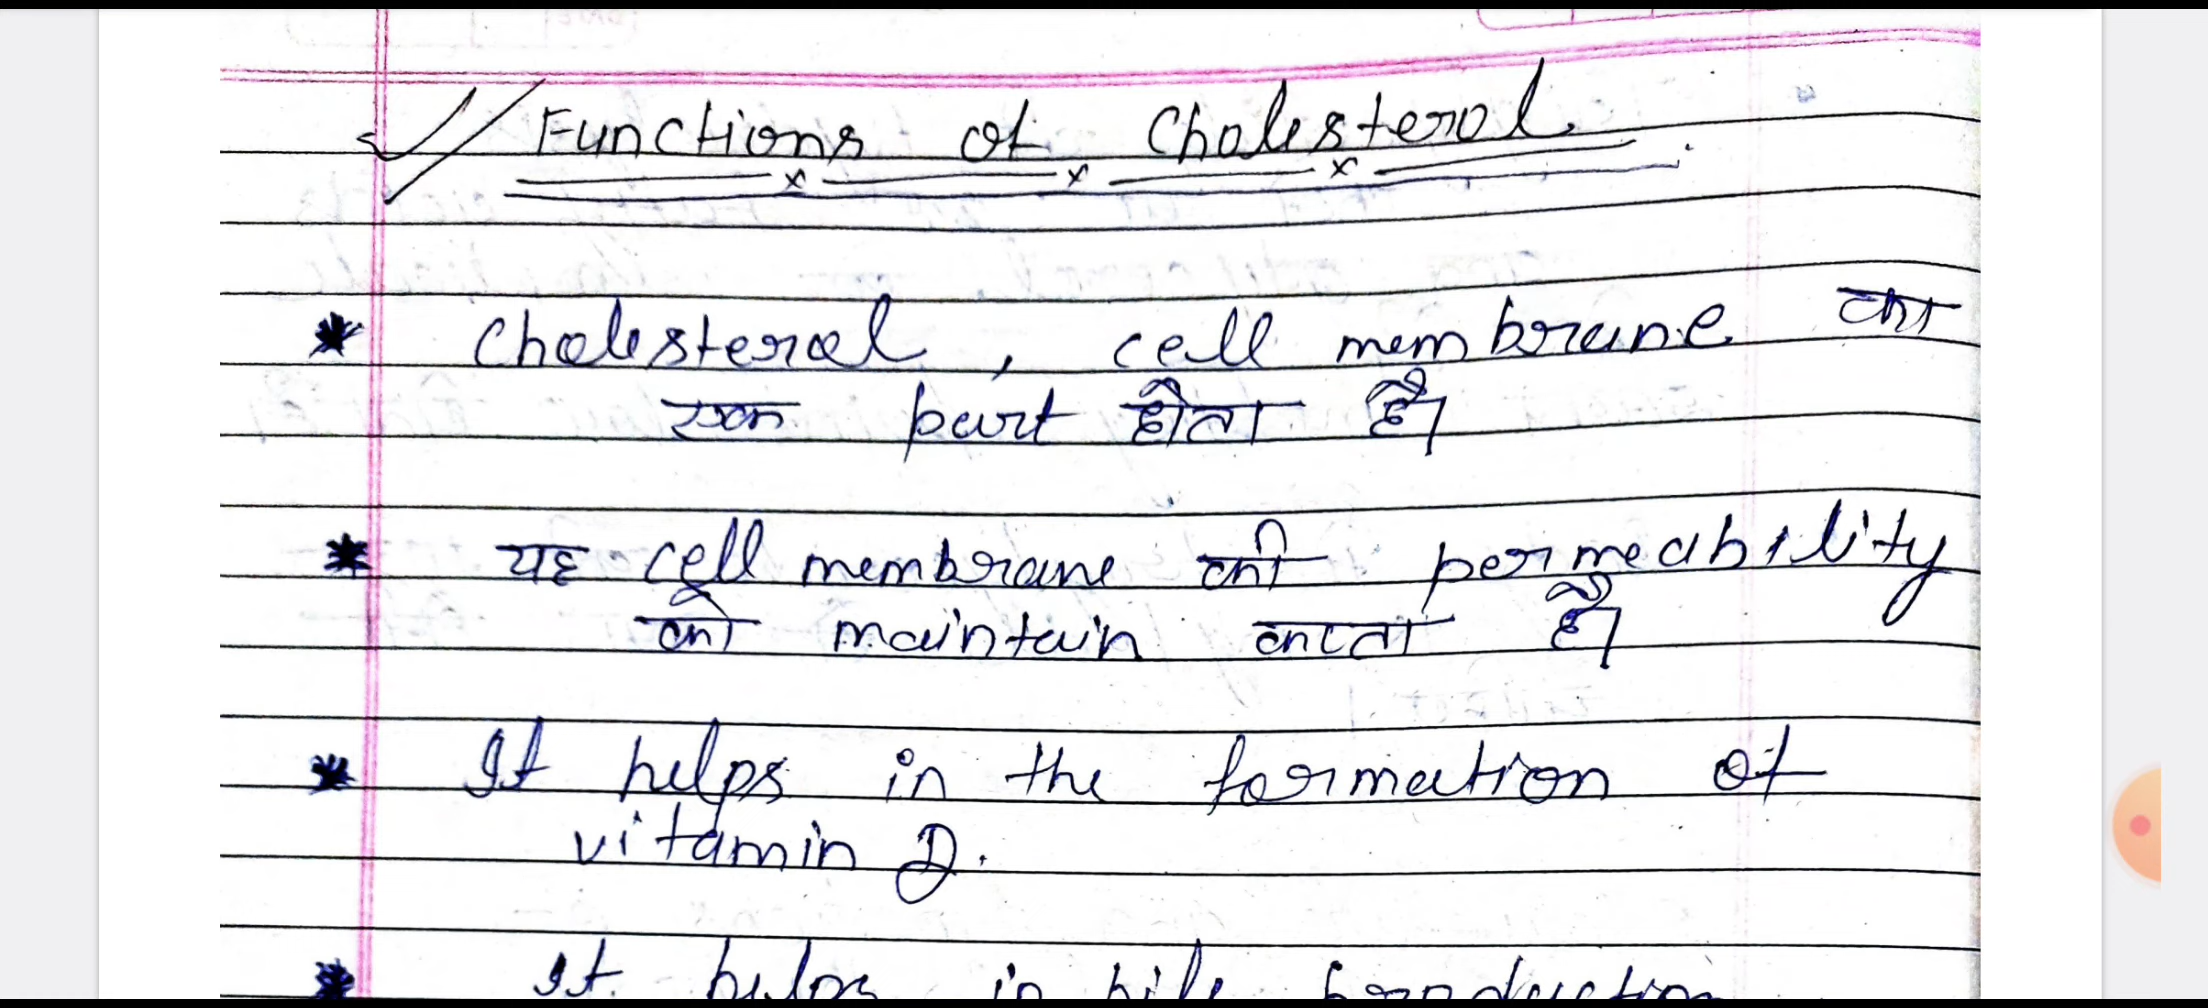 Functions of Cholesterol
* Cholesterol, cell membrane का
एक part होता है।
* यह cell membrane की permeability
को maintain करता है।
* It helps in the formation of
vitamin D.
* It helps in bile production